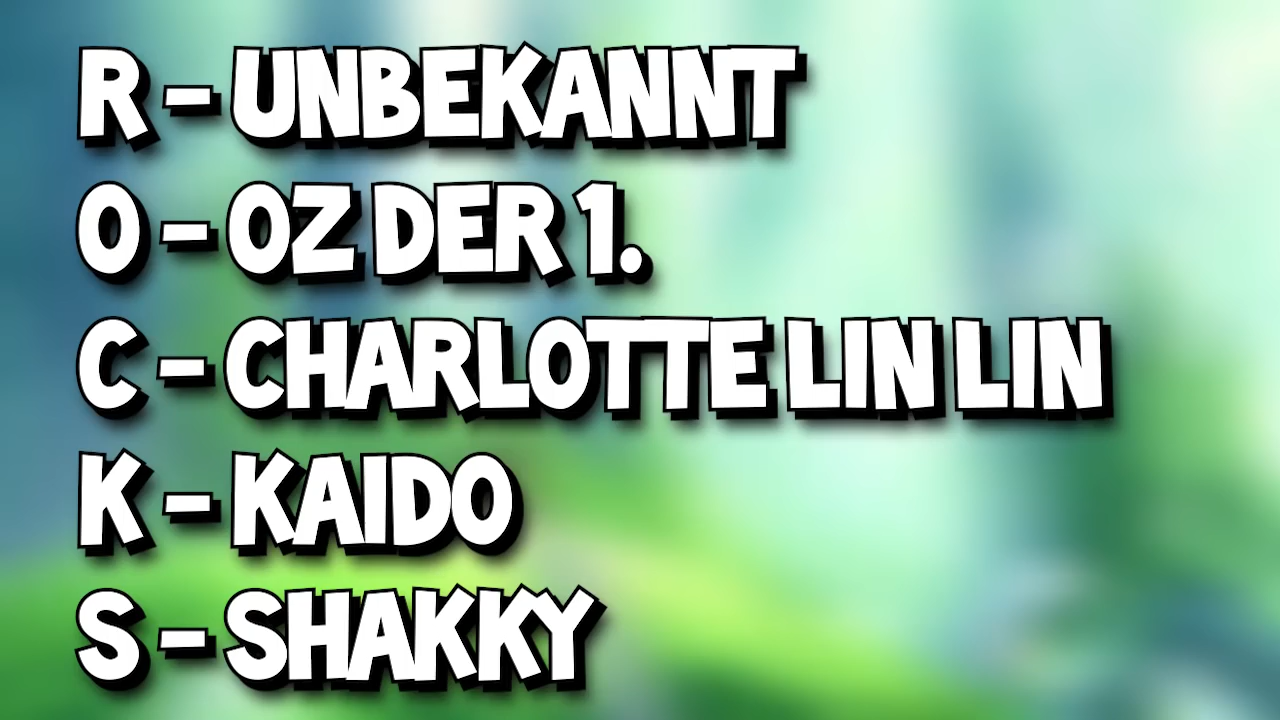 R - UNBEKANNT
O - OZ DER 1.
C - CHARLOTTE LIN LIN
K - KAIDO
S - SHAKKY